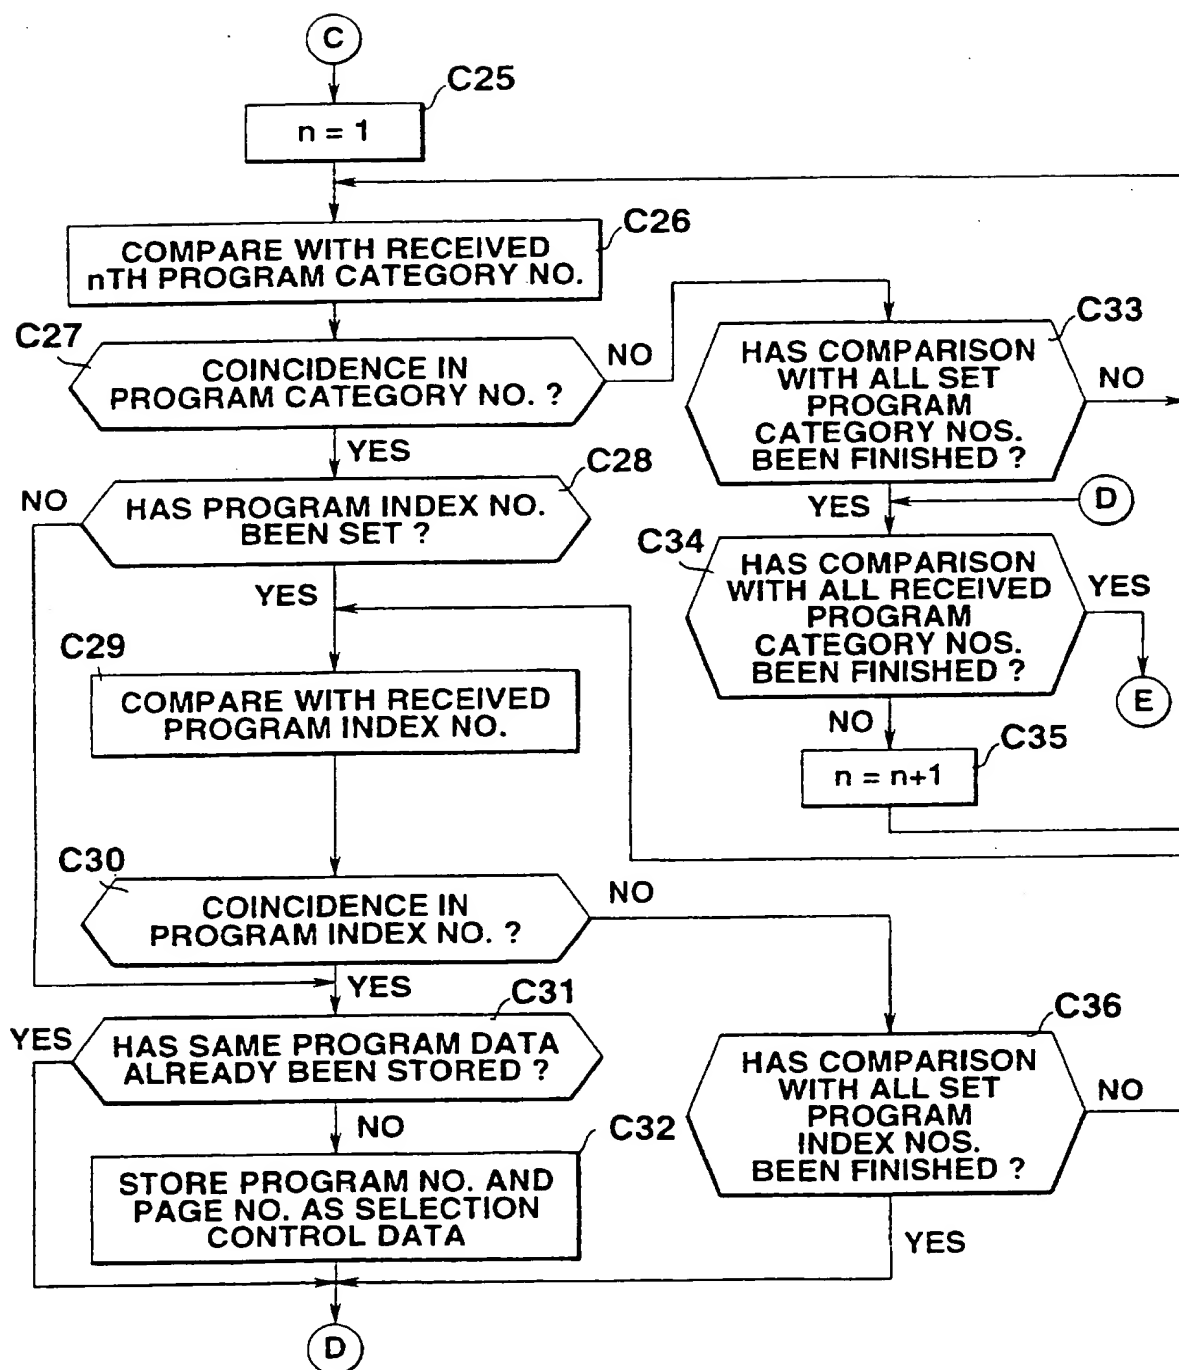 C
C25
n = 1
C26
COMPARE WITH RECEIVED
nTH PROGRAM CATEGORY NO.
C27
COINCIDENCE IN
PROGRAM CATEGORY NO. ?
NO
YES
C33
HAS COMPARISON
WITH ALL SET
PROGRAM
CATEGORY NOS.
BEEN FINISHED ?
NO
YES
D
C28
NO
HAS PROGRAM INDEX NO.
BEEN SET ?
YES
C34
HAS COMPARISON
WITH ALL RECEIVED
PROGRAM
CATEGORY NOS.
BEEN FINISHED ?
YES
E
NO
C35
n = n+1
C29
COMPARE WITH RECEIVED
PROGRAM INDEX NO.
C30
COINCIDENCE IN
PROGRAM INDEX NO. ?
NO
YES
C31
YES
HAS SAME PROGRAM DATA
ALREADY BEEN STORED ?
NO
C36
HAS COMPARISON
WITH ALL SET
PROGRAM
INDEX NOS.
BEEN FINISHED ?
NO
YES
C32
STORE PROGRAM NO. AND
PAGE NO. AS SELECTION
CONTROL DATA
D